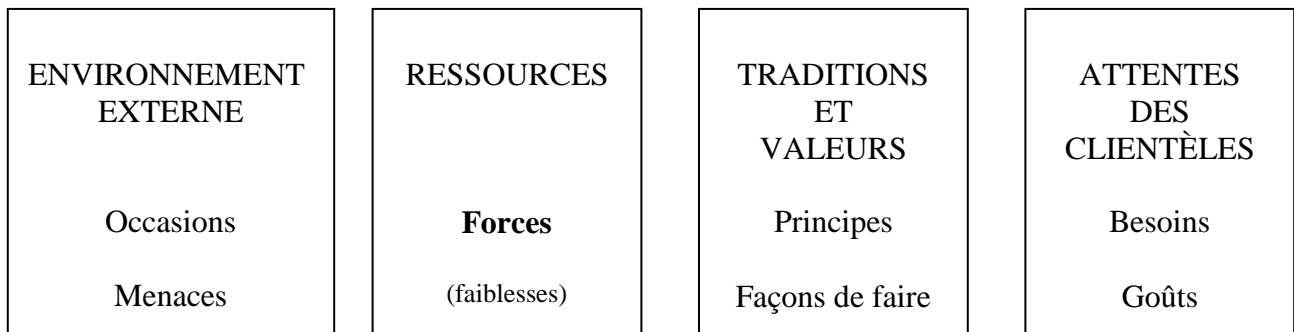 ENVIRONNEMENT
EXTERNE
Occasions
Menaces
RESSOURCES
Forces
(faiblesses)
TRADITIONS
ET
VALEURS
Principes
Façons de faire
ATTENTES
DES
CLIENTÈLES
Besoins
Goûts